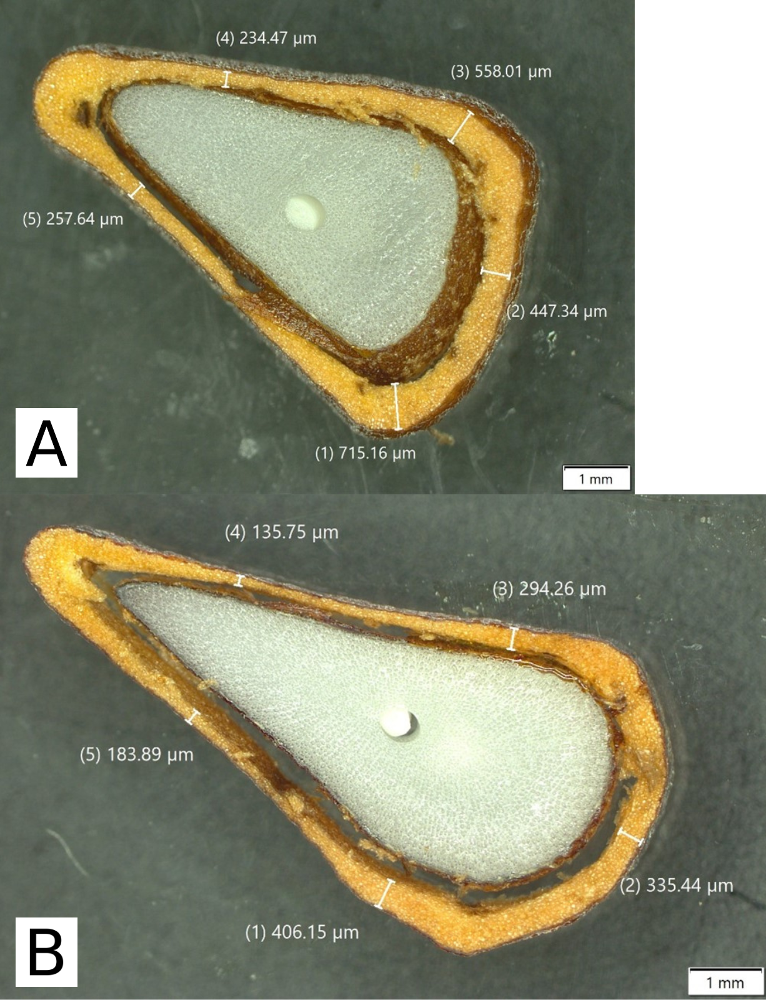 (4) 234.47 µm
(3) 558.01 µm
(5) 257.64 µm
(2) 447.34 µm
A
(1) 715.16 µm
1 mm
(4) 135.75 µm
(3) 294.26 µm
(5) 183.89 µm
(2) 335.44 µm
(1) 406.15 µm
B
1 mm